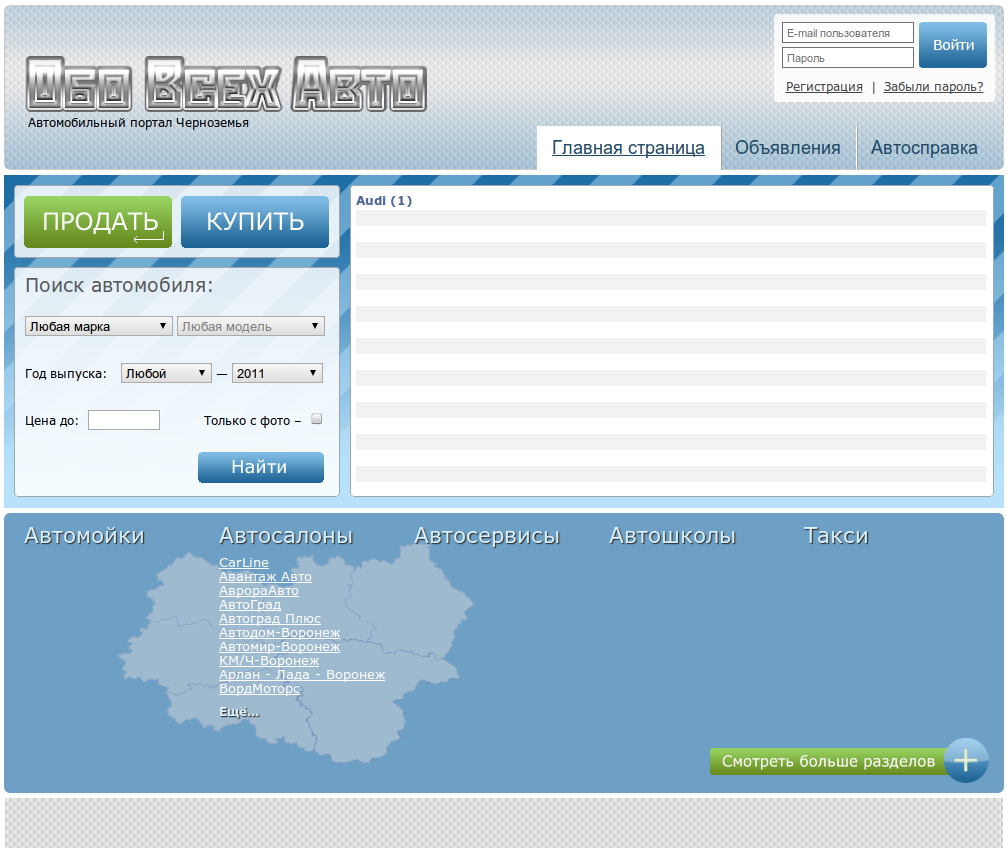 E-mail пользователя
Войти
Пароль
Регистрация | Забыли пароль?
Обо Всех Авто
Автомобильный портал Черноземья
Главная страница
Объявления
Автосправка
ПРОДАТЬ
КУПИТЬ
Audi (1)
Поиск автомобиля:
Любая марка
Любая модель
Год выпуска:
Любой
—
2011
Цена до:
Только с фото –
Найти
Автомойки
Автосалоны
Автосервисы
Автошколы
Такси
CarLine
Авантаж Авто
АврораАвто
АвтоГрад
Автоград Плюс
Автодом-Воронеж
Автомир-Воронеж
КМ/Ч-Воронеж
Арлан - Лада - Воронеж
ВордМоторс
Ещё...
Смотреть больше разделов